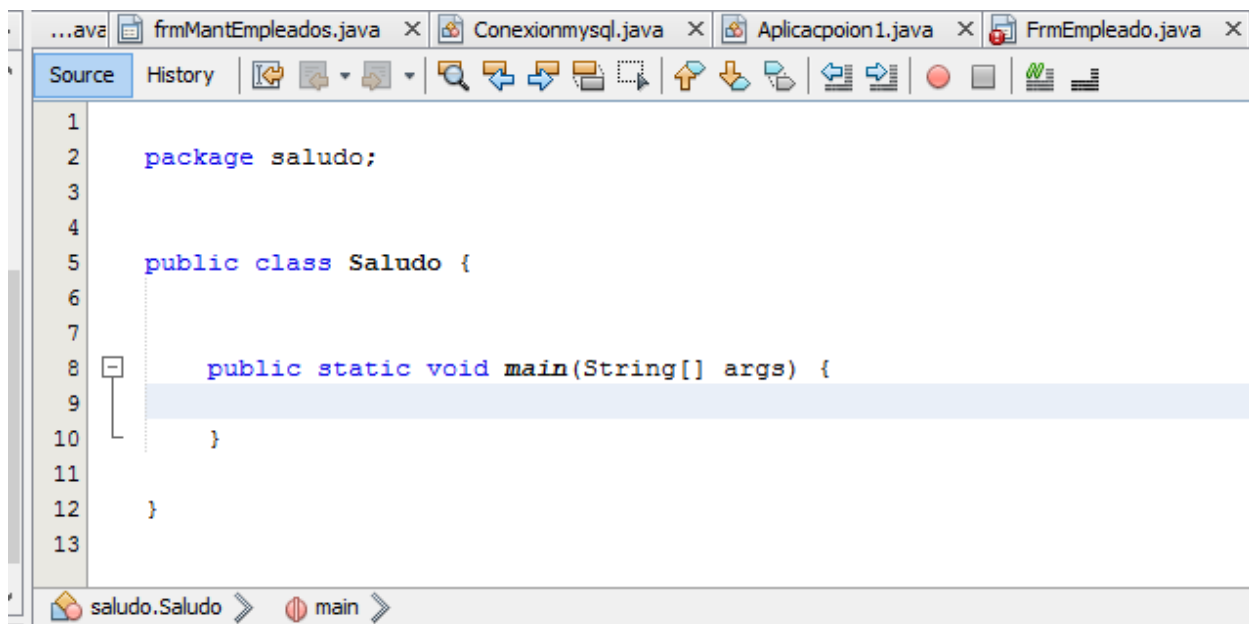 ...ava frmMantEmpleados.java Conexionmysql.java Aplicacpoion1.java FrmEmpleado.java
Source History
1
2 package saludo;
3
4
5 public class Saludo {
6
7
8 public static void main(String[] args) {
9
10 }
11
12 }
13
saludo.Saludo main